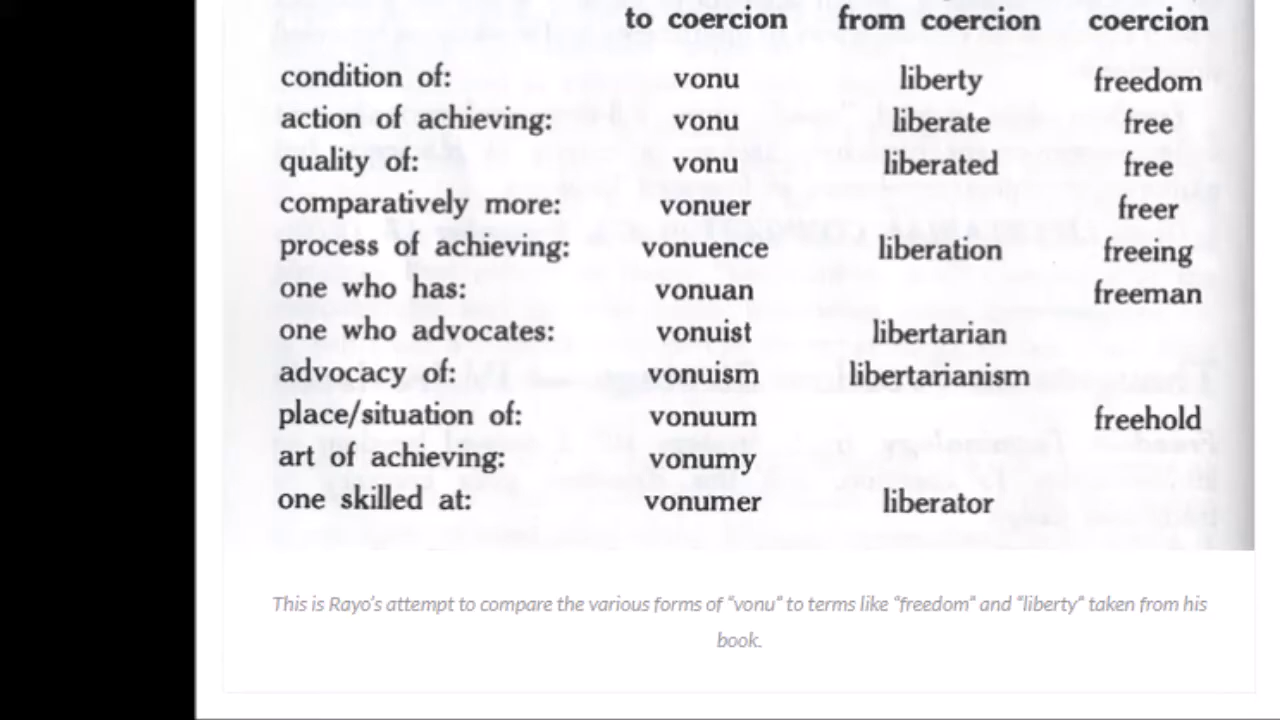 to coercion from coercion coercion
condition of: vonu liberty freedom
action of achieving: vonu liberate free
quality of: vonu liberated free
comparatively more: vonuer freer
process of achieving: vonuence liberation freeing
one who has: vonuan freeman
one who advocates: vonuist libertarian
advocacy of: vonuism libertarianism
place/situation of: vonuum freehold
art of achieving: vonumy
one skilled at: vonumer liberator
This is Rayo's attempt to compare the various forms of "vonu" to terms like "freedom" and "liberty" taken from his
book.